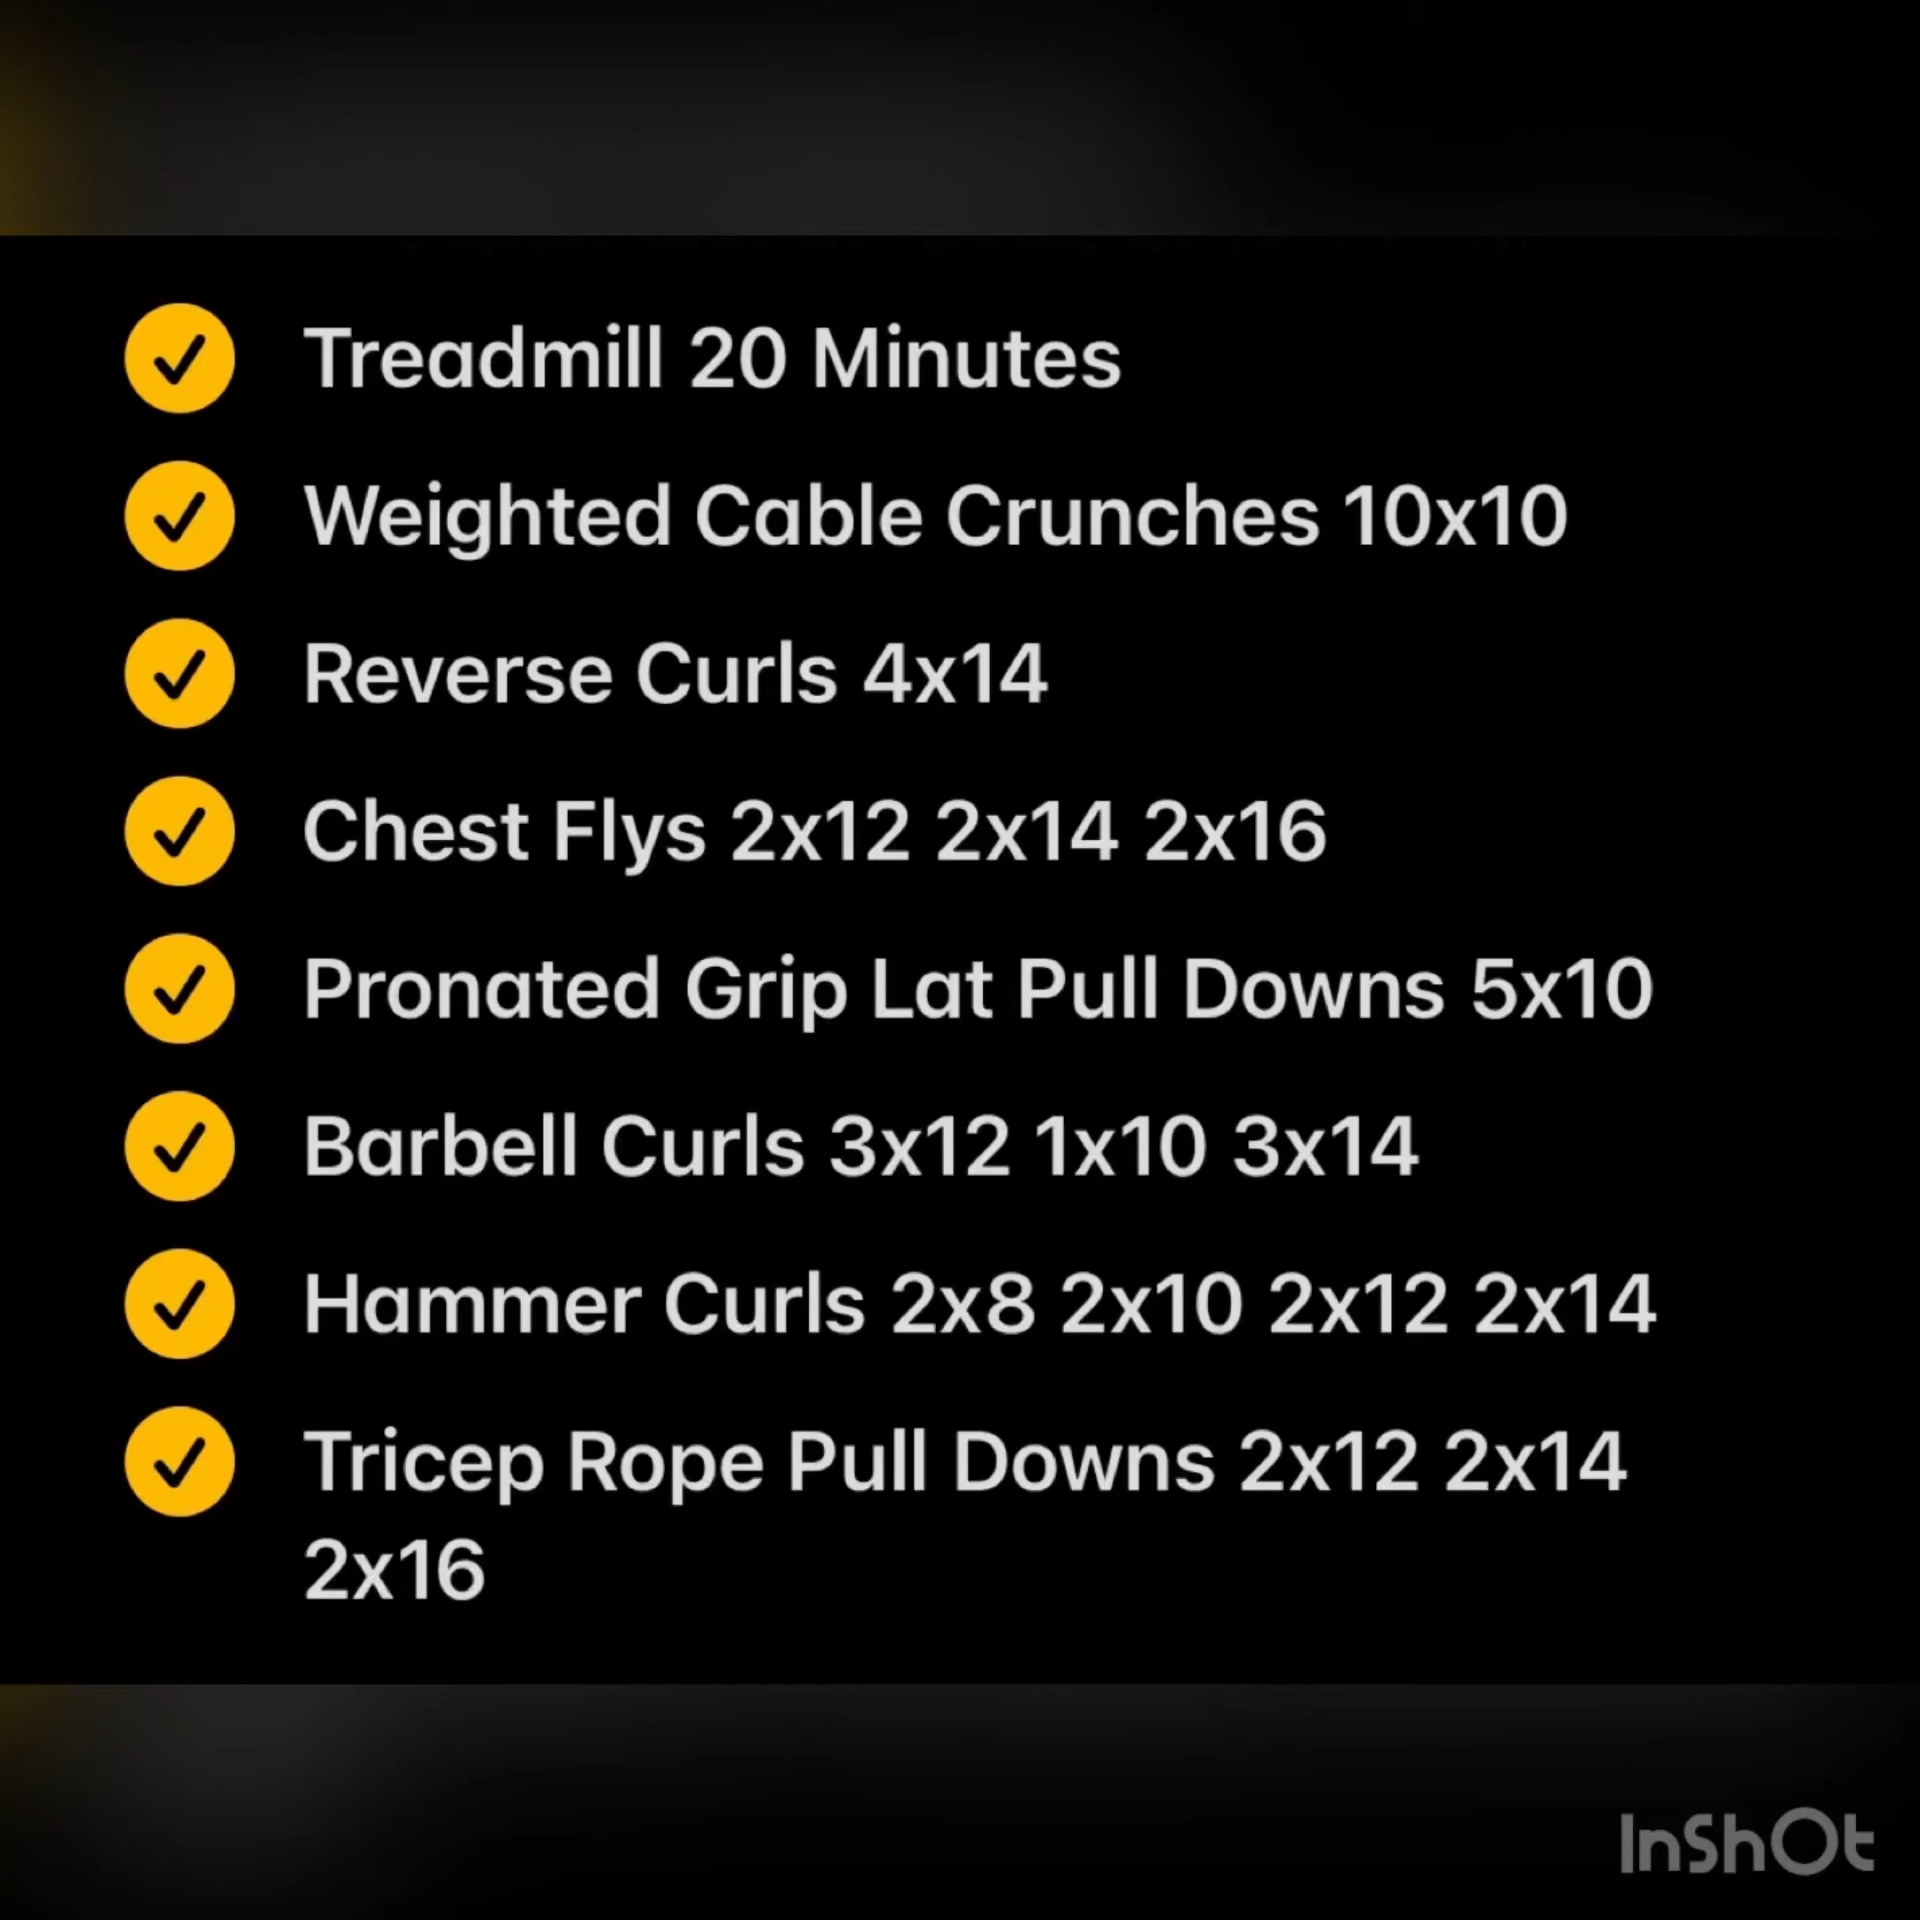 Treadmill 20 Minutes
Weighted Cable Crunches 10x10
Reverse Curls 4x14
Chest Flys 2x12 2x14 2x16
Pronated Grip Lat Pull Downs 5x10
Barbell Curls 3x12 1x10 3x14
Hammer Curls 2x8 2x10 2x12 2x14
Tricep Rope Pull Downs 2x12 2x14
2x16
InShOt